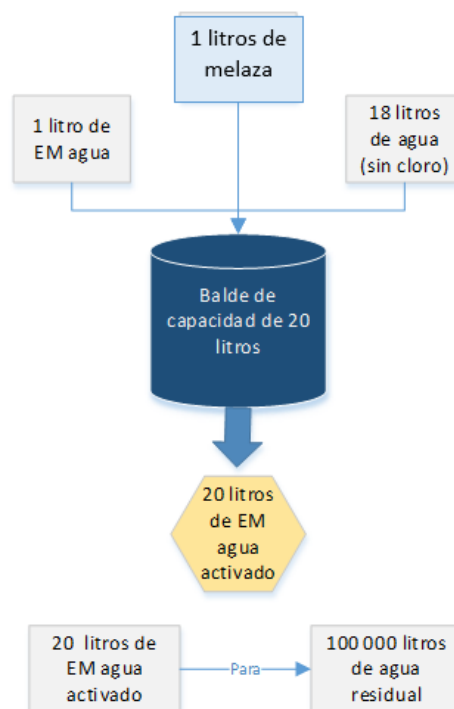 1 litros de
melaza
1 litro de
EM agua
18 litros
de agua
(sin cloro)
Balde de
capacidad de 20
litros
20 litros
de EM
agua
activado
20 litros de
EM agua
activado
Para
100 000 litros
de agua
residual